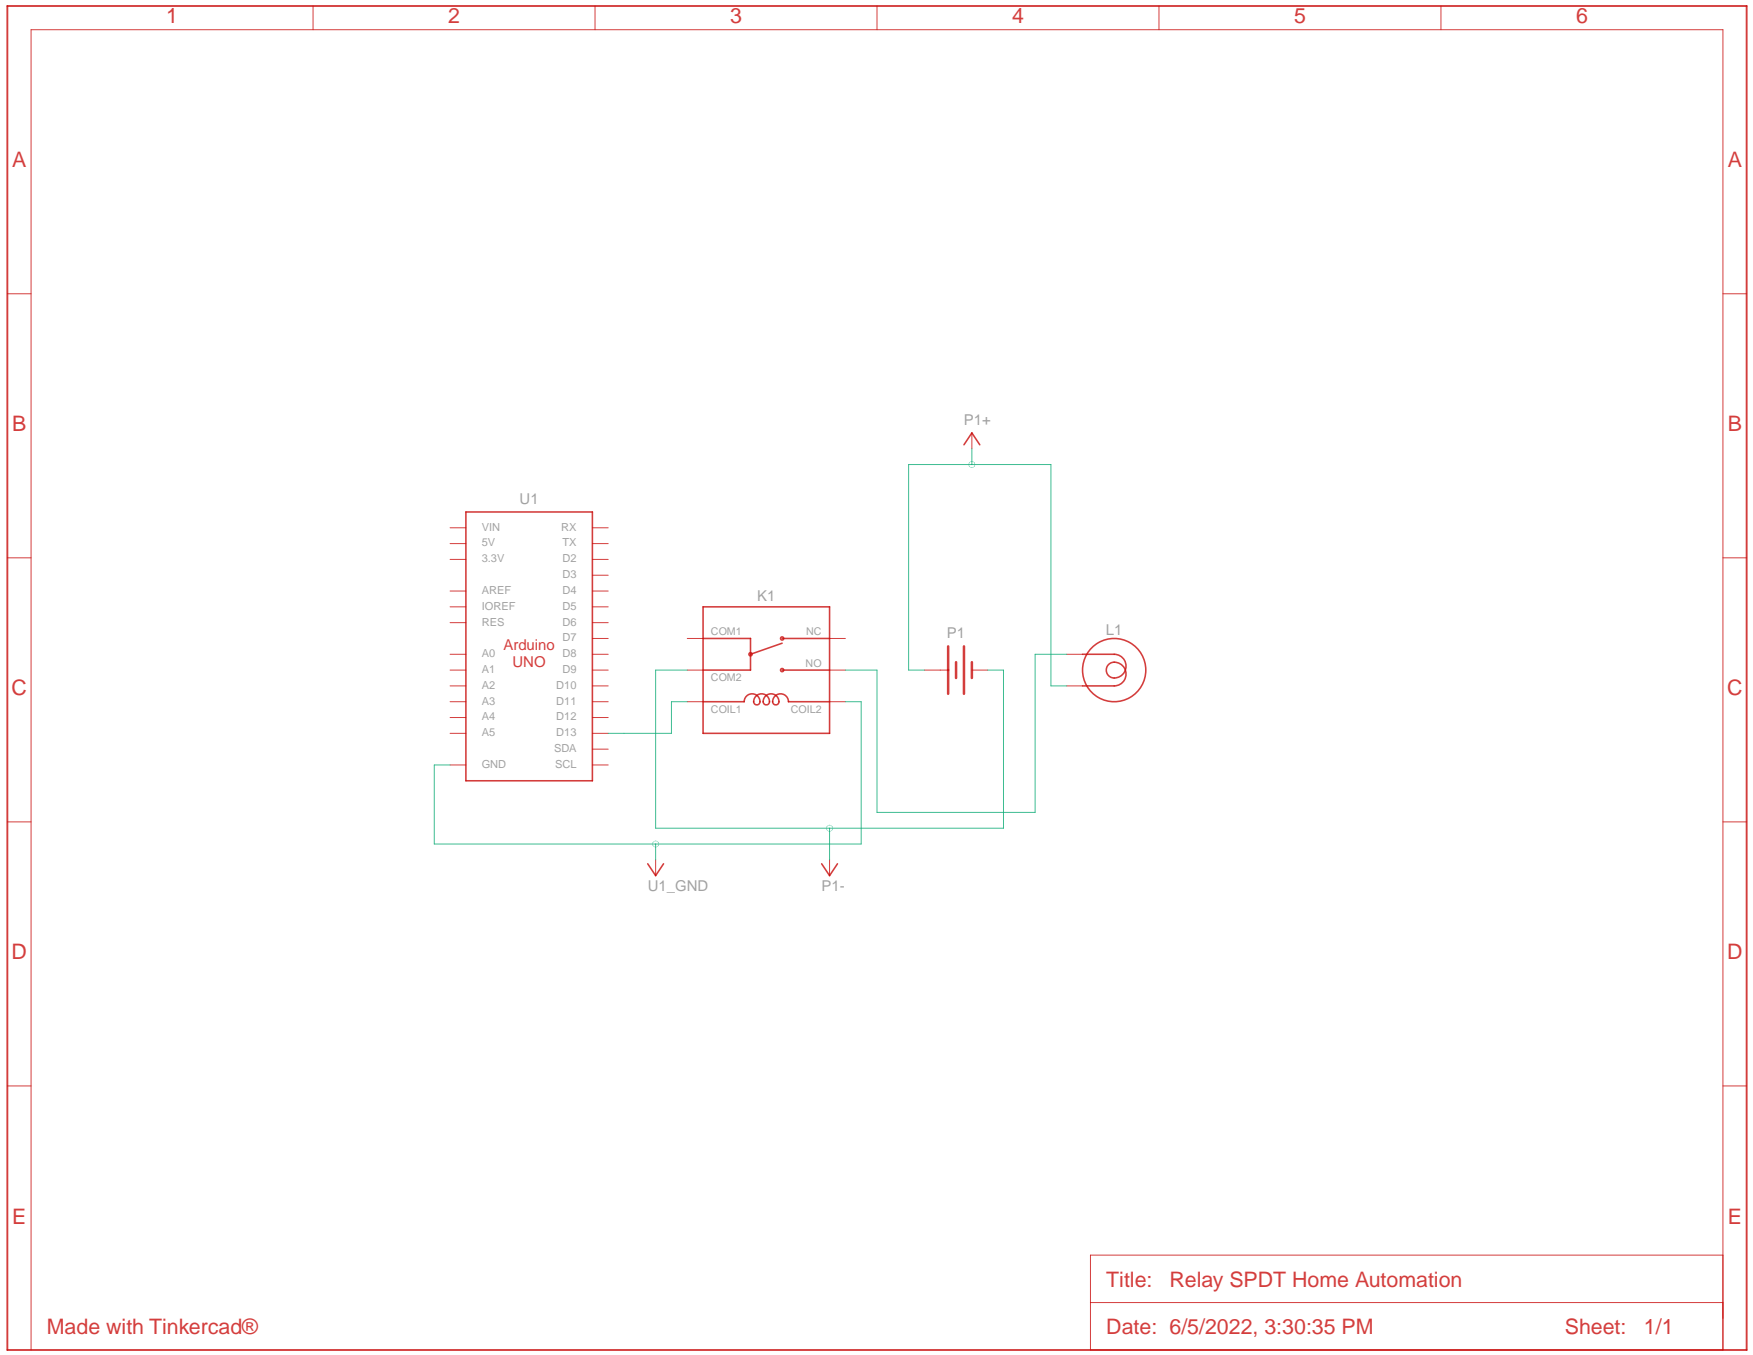 1 2 3 4 5 6
A A
B B
P1+
U1
VIN RX
5V TX
3.3V D2
D3
AREF D4
IOREF D5
RES D6
D7
Arduino
UNO
A0 D8
A1 D9
A2 D10
A3 D11
A4 D12
A5 D13
SDA
GND SCL
K1
COM1 NC
NO
COM2
COIL1 COIL2
P1
L1
C C
U1_GND P1-
D D
E E
Title: Relay SPDT Home Automation
Made with Tinkercad®
Date: 6/5/2022, 3:30:35 PM Sheet: 1/1